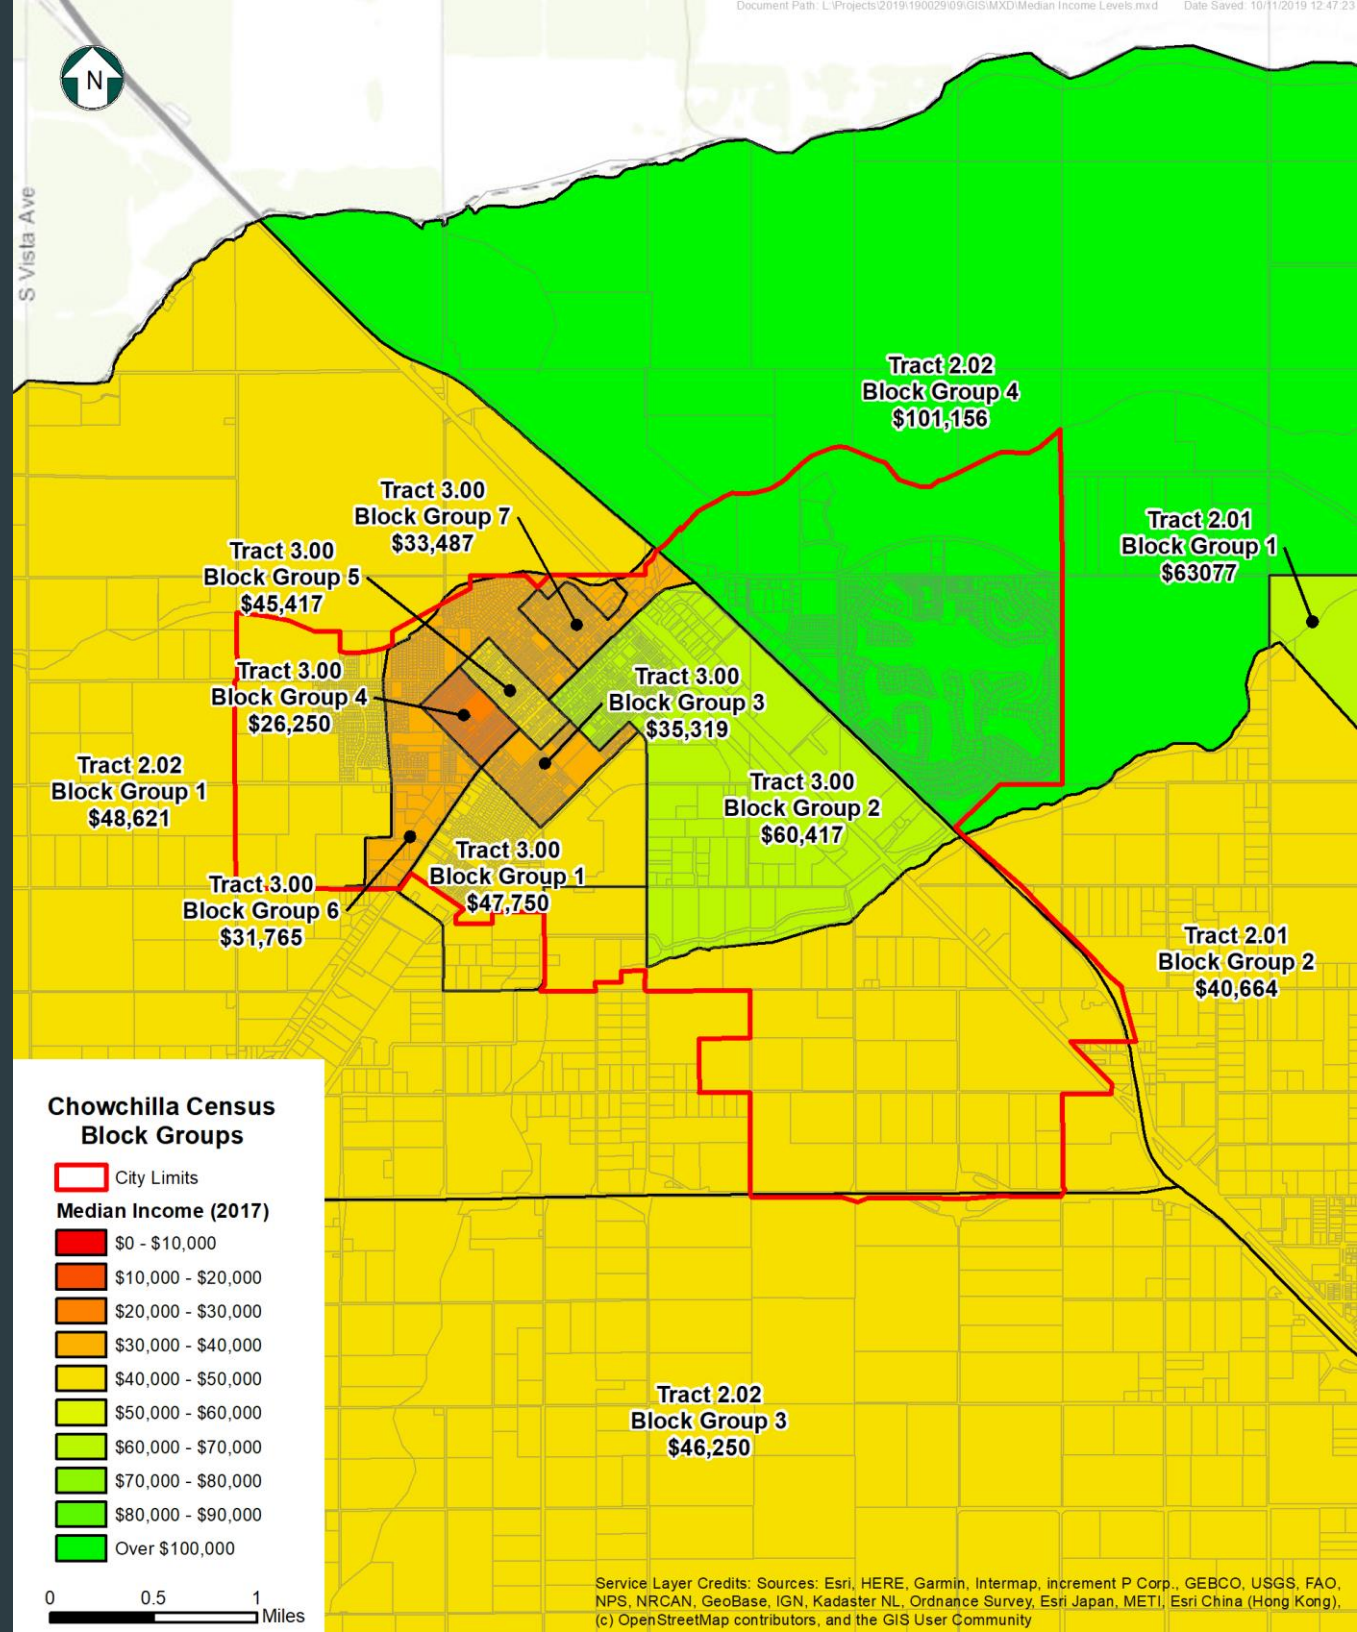 Document Path: L:\Projects\2019\190029\09\GIS\MXD\Median Income Levels.mxd Date Saved: 10/11/2019 12:47:23
N
S Vista Ave
Tract 2.02
Block Group 4
$101,156
Tract 3.00
Block Group 7
$33,487
Tract 2.01
Block Group 1
$63077
Tract 3.00
Block Group 5
$45,417
Tract 3.00
Block Group 4
$26,250
Tract 3.00
Block Group 3
$35,319
Tract 2.02
Block Group 1
$48,621
Tract 3.00
Block Group 2
$60,417
Tract 3.00
Block Group 1
$47,750
Tract 3.00
Block Group 6
$31,765
Tract 2.01
Block Group 2
$40,664
Chowchilla Census
Block Groups
City Limits
Median Income (2017)
$0 - $10,000
$10,000 - $20,000
$20,000 - $30,000
$30,000 - $40,000
$40,000 - $50,000
$50,000 - $60,000
$60,000 - $70,000
$70,000 - $80,000
$80,000 - $90,000
Over $100,000
0 0.5 1
Miles
Tract 2.02
Block Group 3
$46,250
Service Layer Credits: Sources: Esri, HERE, Garmin, Intermap, increment P Corp., GEBCO, USGS, FAO,
NPS, NRCAN, GeoBase, IGN, Kadaster NL, Ordnance Survey, Esri Japan, METI, Esri China (Hong Kong),
(c) OpenStreetMap contributors, and the GIS User Community